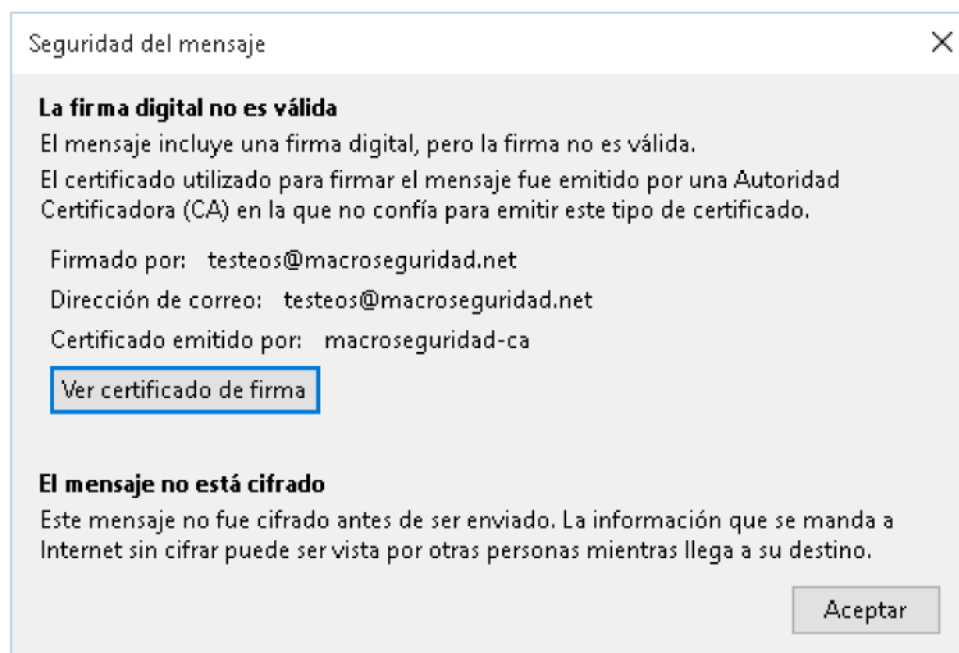 Seguridad del mensaje
La firma digital no es válida
El mensaje incluye una firma digital, pero la firma no es válida.
El certificado utilizado para firmar el mensaje fue emitido por una Autoridad
Certificadora (CA) en la que no confía para emitir este tipo de certificado.
Firmado por: testeos@macroseguridad.net
Dirección de correo: testeos@macroseguridad.net
Certificado emitido por: macroseguridad-ca
Ver certificado de firma
El mensaje no está cifrado
Este mensaje no fue cifrado antes de ser enviado. La información que se manda a
Internet sin cifrar puede ser vista por otras personas mientras llega a su destino.
Aceptar